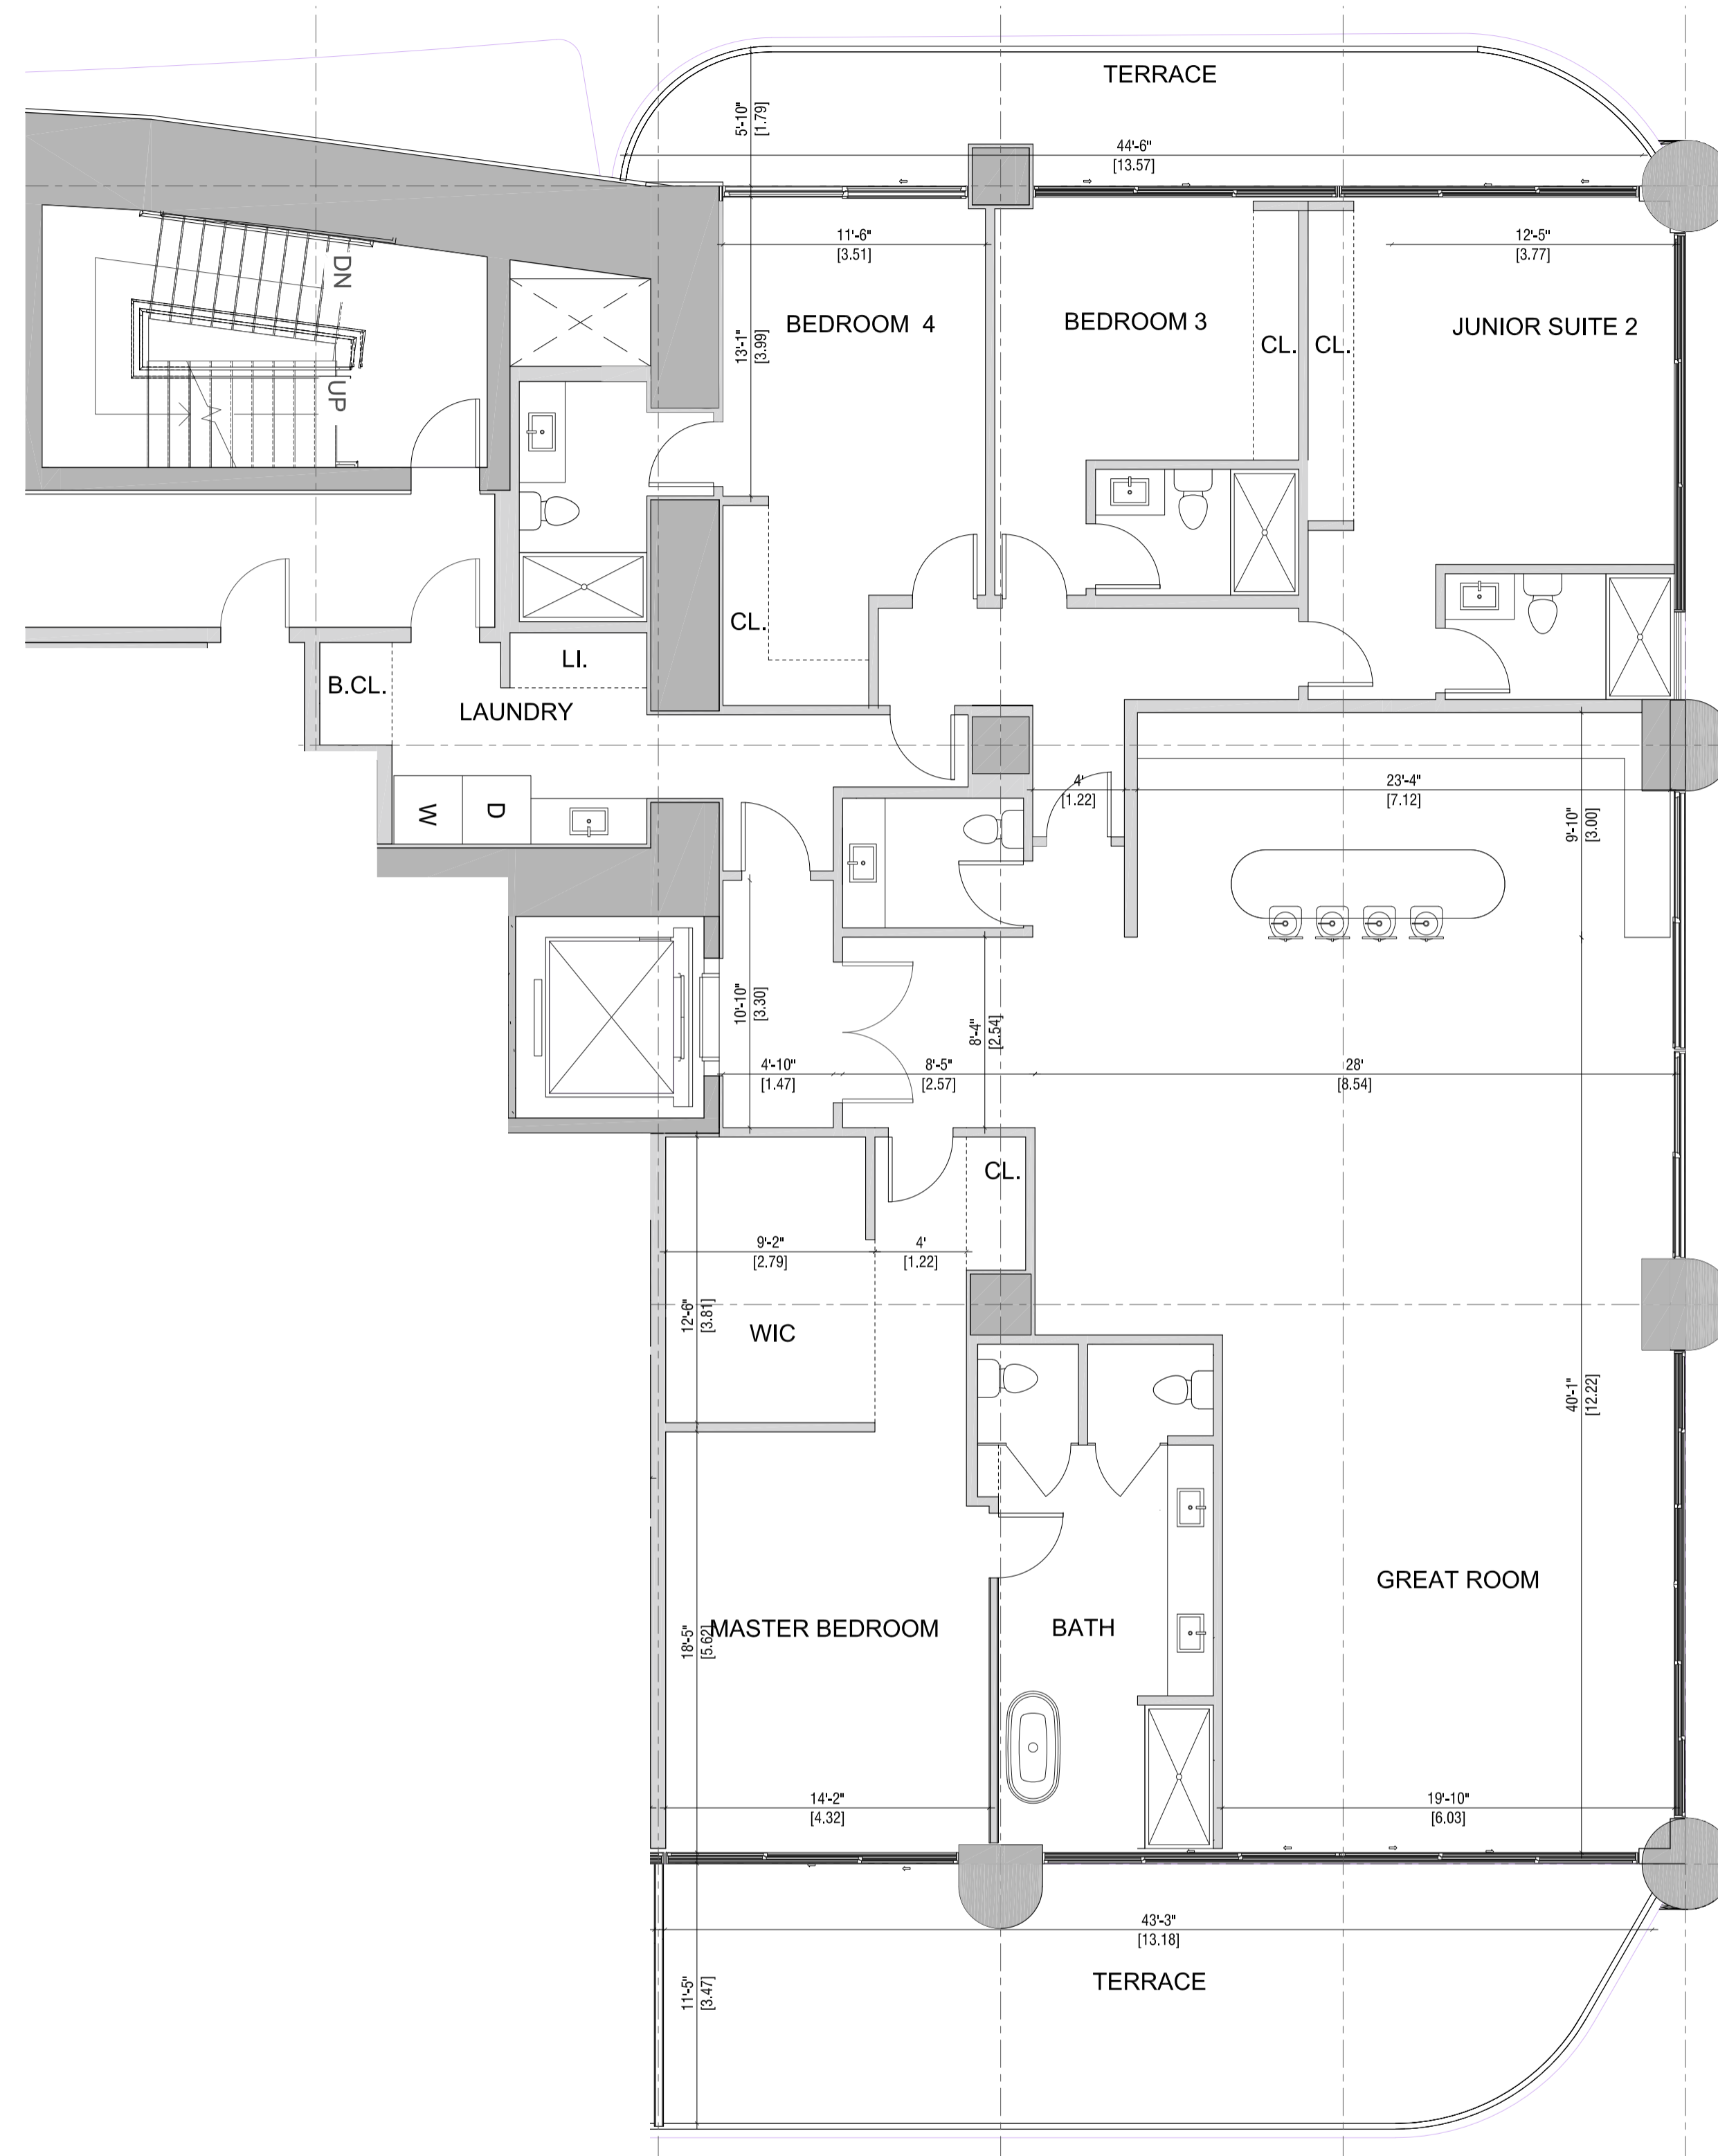 TERRACE
5'-10"
[1.79]
44'-6"
[13.57]
11'-6"
[3.51]
12'-5"
[3.77]
DN
BEDROOM 4
BEDROOM 3
JUNIOR SUITE 2
13'-1"
[3.99]
CL.
CL.
UP
CL.
LI.
B.CL.
LAUNDRY
4'
[1.22]
23'-4"
[7.12]
9'-10"
[3.00]
W
D
10'-10"
[3.30]
8'-4"
[2.54]
4'-10"
[1.47]
8'-5"
[2.57]
28'
[8.54]
CL.
9'-2"
[2.79]
4'
[1.22]
12'-6"
[3.81]
WIC
40'-1"
[12.22]
GREAT ROOM
18'-5"
[5.62]
MASTER BEDROOM
BATH
14'-2"
[4.32]
19'-10"
[6.03]
43'-3"
[13.18]
11'-5"
[3.47]
TERRACE